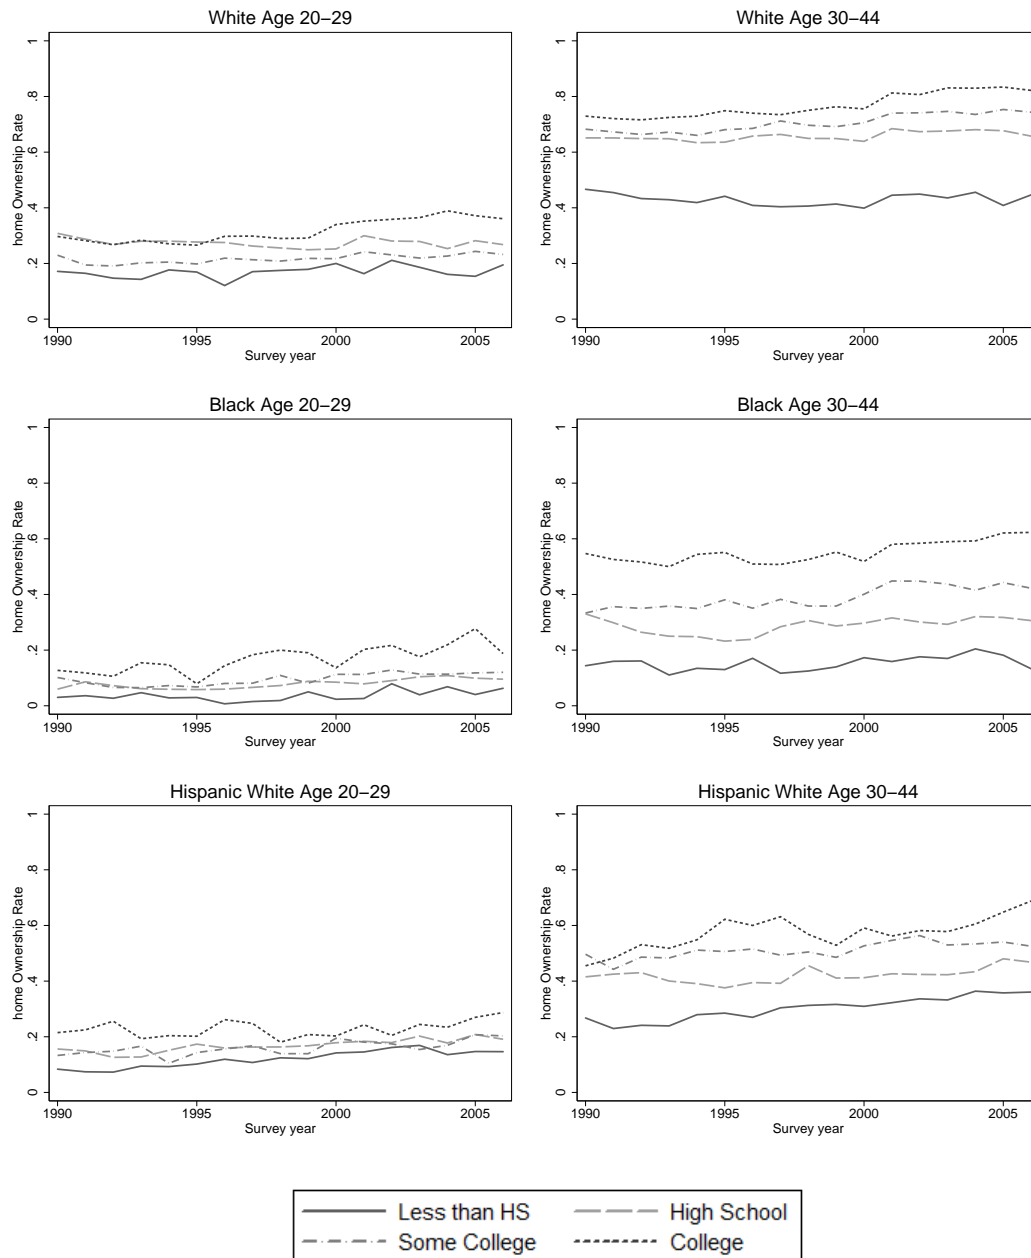 White Age 20–29
home Ownership Rate
0 .2 .4 .6 .8 1
1990 1995 2000 2005
Survey year
White Age 30–44
home Ownership Rate
0 .2 .4 .6 .8 1
1990 1995 2000 2005
Survey year
Black Age 20–29
home Ownership Rate
0 .2 .4 .6 .8 1
1990 1995 2000 2005
Survey year
Black Age 30–44
home Ownership Rate
0 .2 .4 .6 .8 1
1990 1995 2000 2005
Survey year
Hispanic White Age 20–29
home Ownership Rate
0 .2 .4 .6 .8 1
1990 1995 2000 2005
Survey year
Hispanic White Age 30–44
home Ownership Rate
0 .2 .4 .6 .8 1
1990 1995 2000 2005
Survey year
Less than HS High School
Some College College